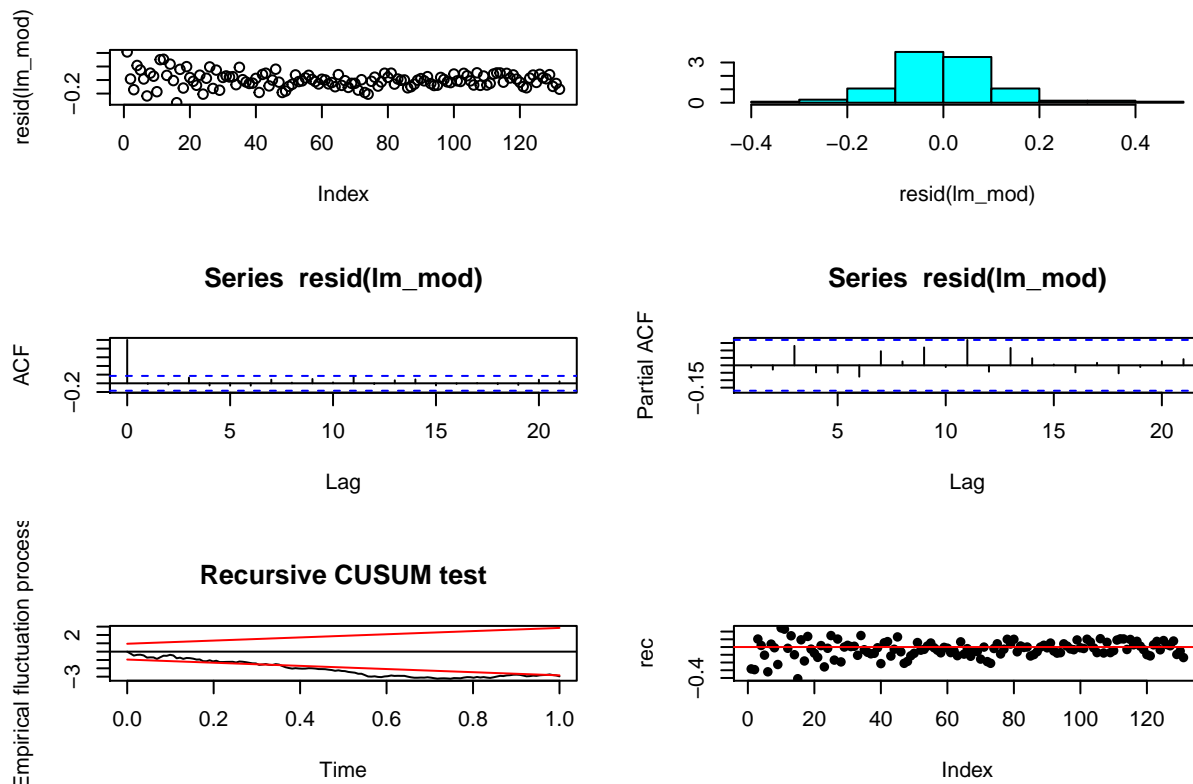 resid(lm_mod)
−0.2
0 20 40 60 80 100 120
Index
0 3
−0.4 −0.2 0.0 0.2 0.4
resid(lm_mod)
Series resid(lm_mod)
ACF
−0.2
0 5 10 15 20
Lag
Series resid(lm_mod)
Partial ACF
−0.15
5 10 15 20
Lag
Recursive CUSUM test
Empirical fluctuation process
−3 2
0.0 0.2 0.4 0.6 0.8 1.0
Time
rec
−0.4
0 20 40 60 80 100 120
Index